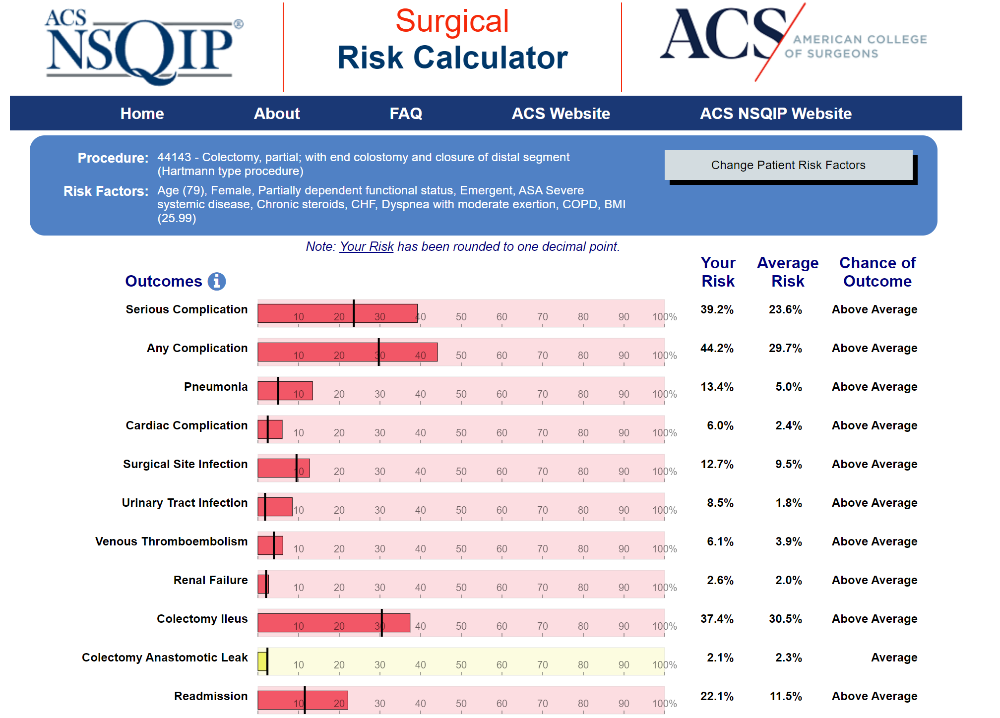 ACS
NSQIP®
Surgical
Risk Calculator
ACS
AMERICAN COLLEGE
OF SURGEONS
Home About FAQ ACS Website ACS NSQIP Website
Procedure: 44143 - Colectomy, partial; with end colostomy and closure of distal segment
(Hartmann type procedure)
Change Patient Risk Factors
Risk Factors: Age (79), Female, Partially dependent functional status, Emergent, ASA Severe
systemic disease, Chronic steroids, CHF, Dyspnea with moderate exertion, COPD, BMI
(25.99)
Note: Your Risk has been rounded to one decimal point.
Outcomes i
Your Risk
Average Risk
Chance of Outcome
Serious Complication 10 20 30 40 50 60 70 80 90 100% 39.2% 23.6% Above Average
Any Complication 10 20 30 40 50 60 70 80 90 100% 44.2% 29.7% Above Average
Pneumonia 10 20 30 40 50 60 70 80 90 100% 13.4% 5.0% Above Average
Cardiac Complication 10 20 30 40 50 60 70 80 90 100% 6.0% 2.4% Above Average
Surgical Site Infection 10 20 30 40 50 60 70 80 90 100% 12.7% 9.5% Above Average
Urinary Tract Infection 10 20 30 40 50 60 70 80 90 100% 8.5% 1.8% Above Average
Venous Thromboembolism 10 20 30 40 50 60 70 80 90 100% 6.1% 3.9% Above Average
Renal Failure 10 20 30 40 50 60 70 80 90 100% 2.6% 2.0% Above Average
Colectomy Ileus 10 20 30 40 50 60 70 80 90 100% 37.4% 30.5% Above Average
Colectomy Anastomotic Leak 10 20 30 40 50 60 70 80 90 100% 2.1% 2.3% Average
Readmission 10 20 30 40 50 60 70 80 90 100% 22.1% 11.5% Above Average